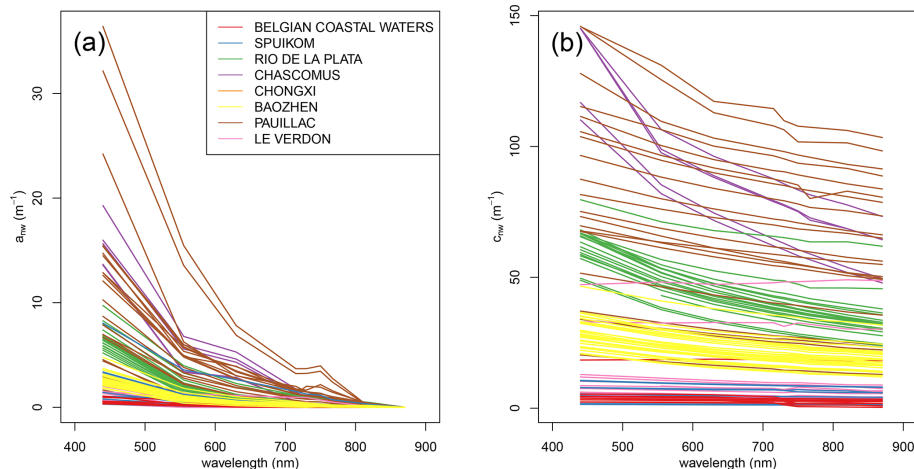 (a)
BELGIAN COASTAL WATERS
SPUIKOM
RIO DE LA PLATA
CHASCOMUS
CHONGXI
BAOZHEN
PAUILLAC
LE VERDON
a_nw (m⁻¹)
30
20
10
0
400 500 600 700 800 900
wavelength (nm)
(b)
c_nw (m⁻¹)
150
100
50
0
400 500 600 700 800 900
wavelength (nm)